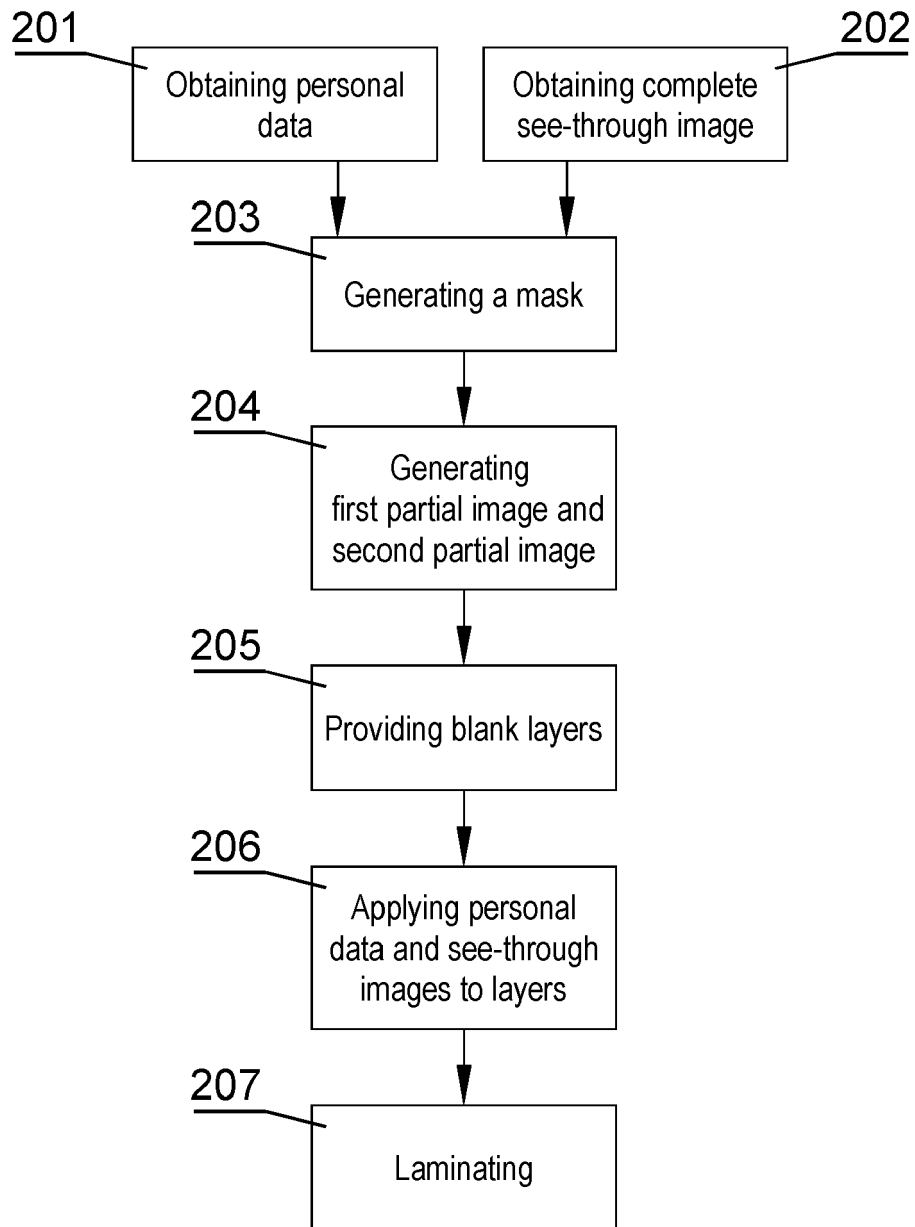 201
Obtaining personal
data
202
Obtaining complete
see-through image
203
Generating a mask
204
Generating
first partial image and
second partial image
205
Providing blank layers
206
Applying personal
data and see-through
images to layers
207
Laminating